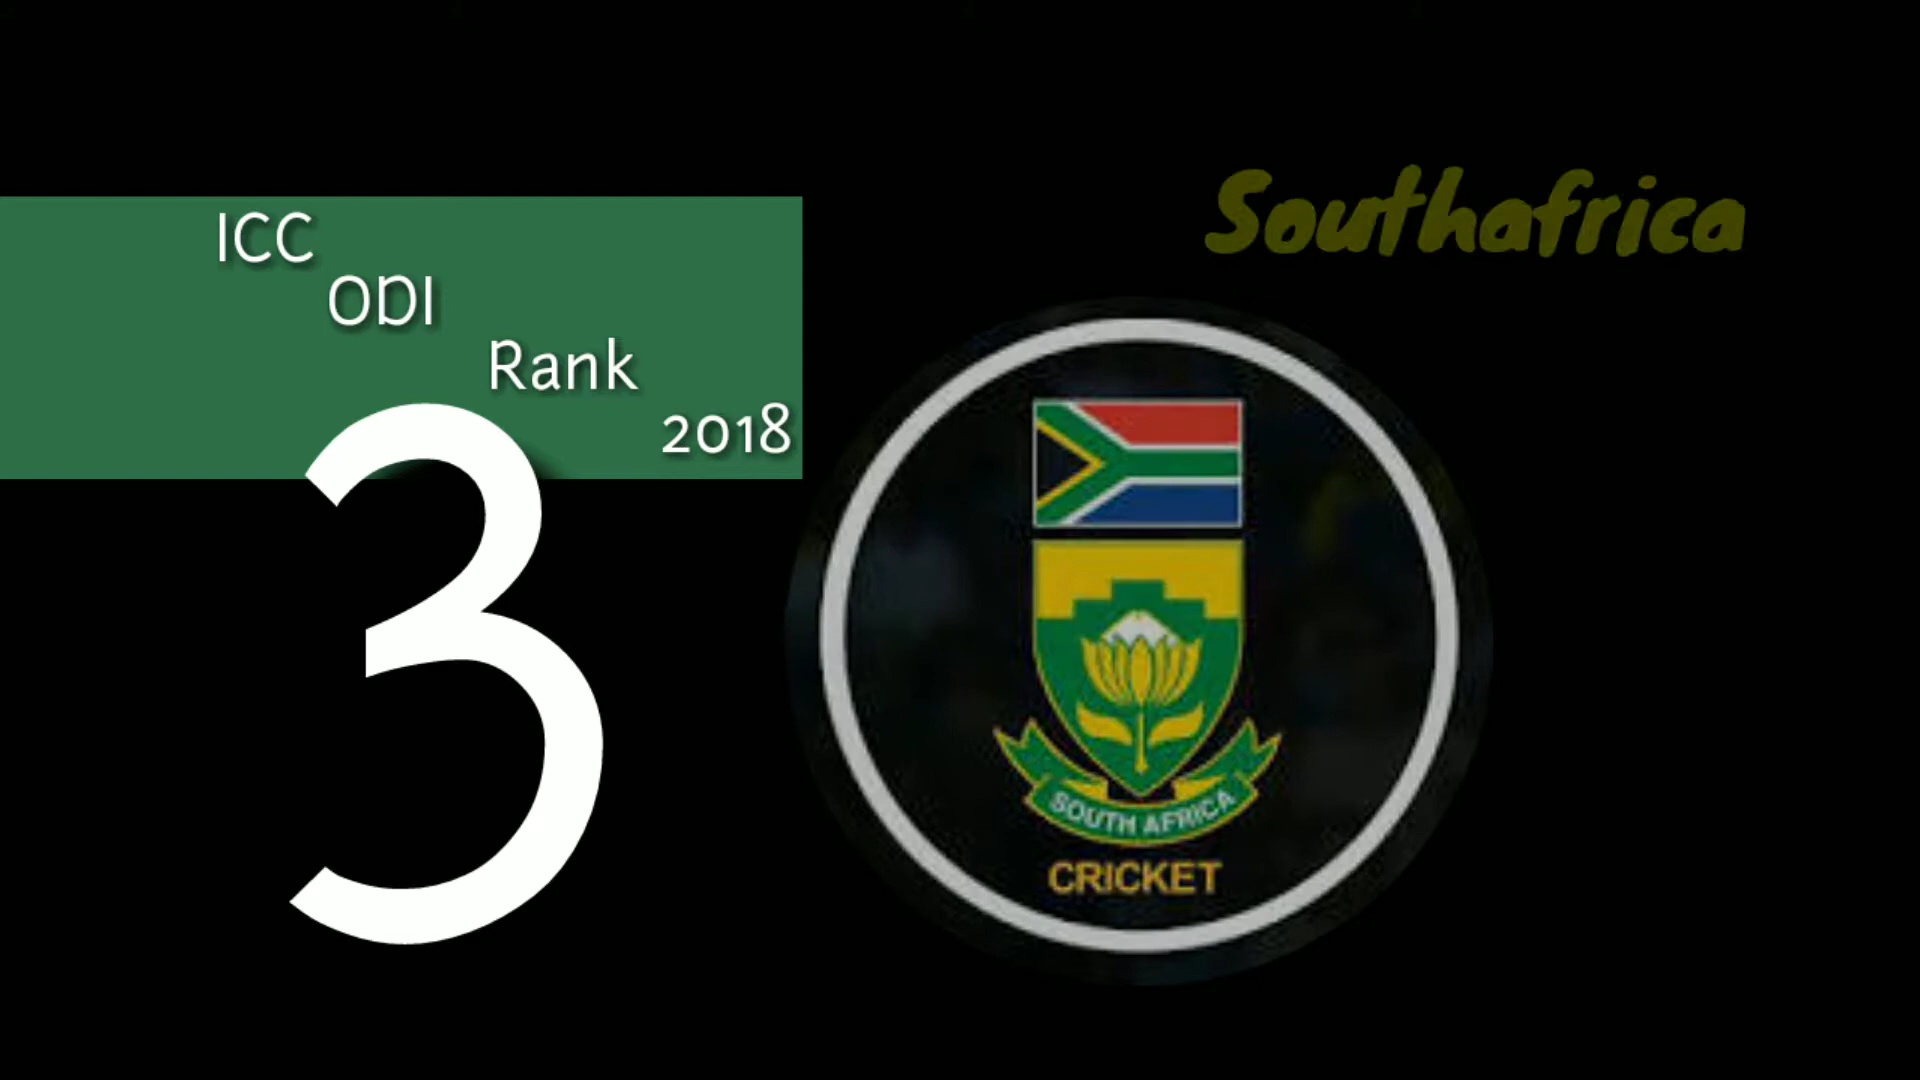 ICC
ODI
Rank
2018
3
Southafrica
SOUTH AFRICA
CRICKET